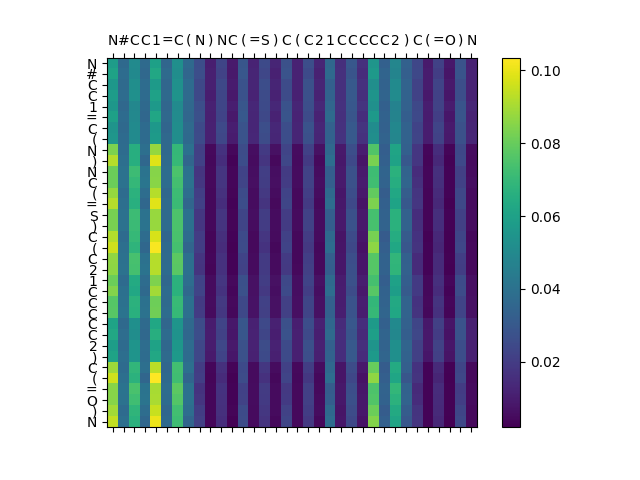 N#CC1=C(N)NC(=S)C(C21CCCCC2)C(=O)N
N
#
C
C
1
=
C
(
N
)
N
C
(
=
S
)
C
(
C
2
1
C
C
C
C
C
2
)
C
(
=
O
)
N
0.10
0.08
0.06
0.04
0.02